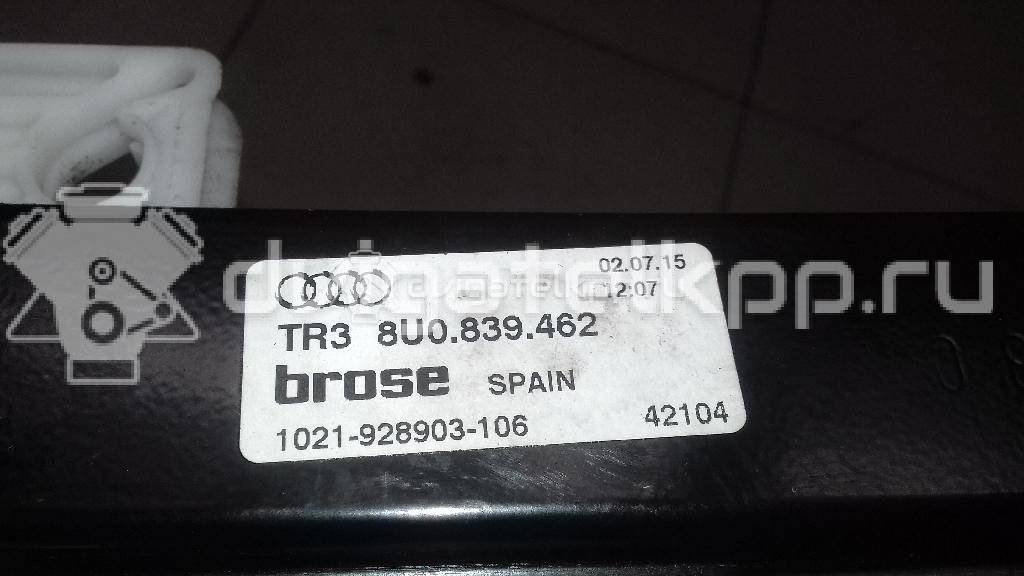 02.07.15
12:07
TR3 8U0.839.462
brose SPAIN
1021-928903-106 42104
dvigatelkpp.ru